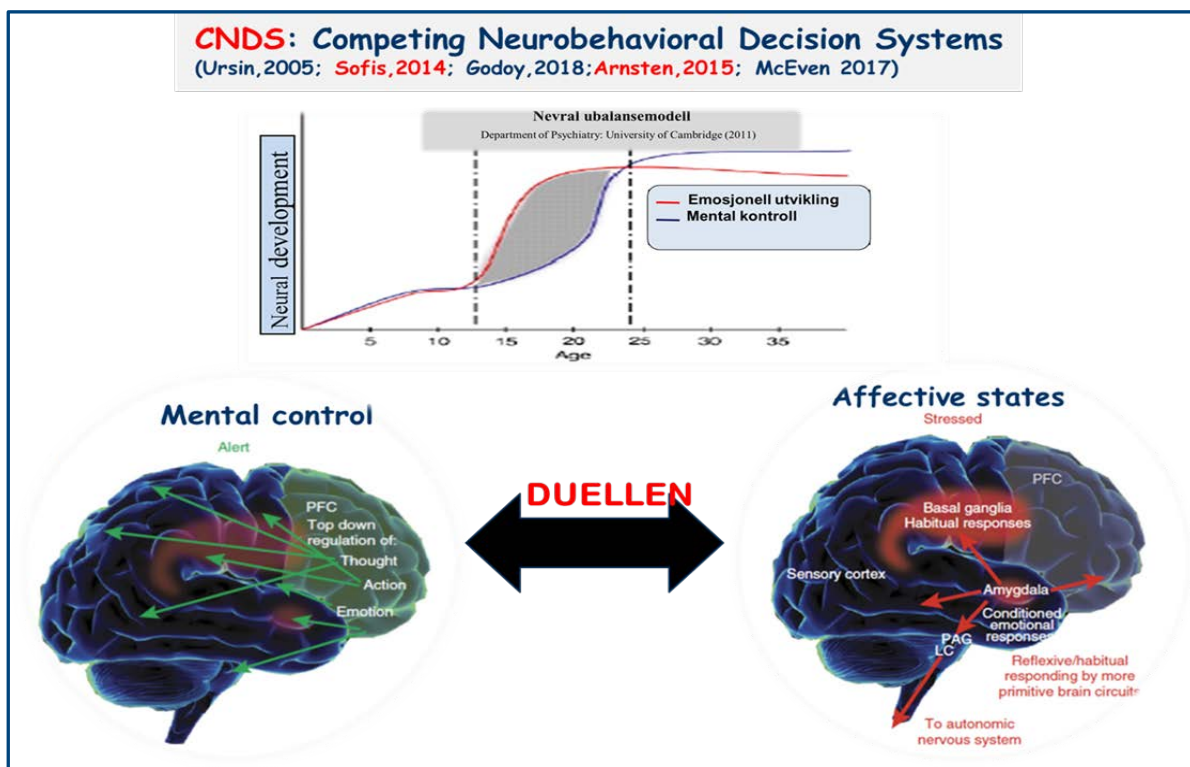 CNDS: Competing Neurobehavioral Decision Systems
(Ursin,2005; Sofis,2014; Godoy,2018;Arnsten,2015; McEven 2017)
Nevral ubalansemodell
Department of Psychiatry: University of Cambridge (2011)
Neural development
Emosjonell utvikling
Mental kontroll
5 10 15 20 25 30 35
Age
Mental control
Alert
PFC
Top down
regulation of:
Thought
Action
Emotion
DUELLEN
Affective states
Stressed
PFC
Basal ganglia
Habitual responses
Sensory cortex
Amygdala
Conditioned
emotional
responses
PAG
LC
Reflexive/habitual
responding by more
primitive brain circuits
To autonomic
nervous system